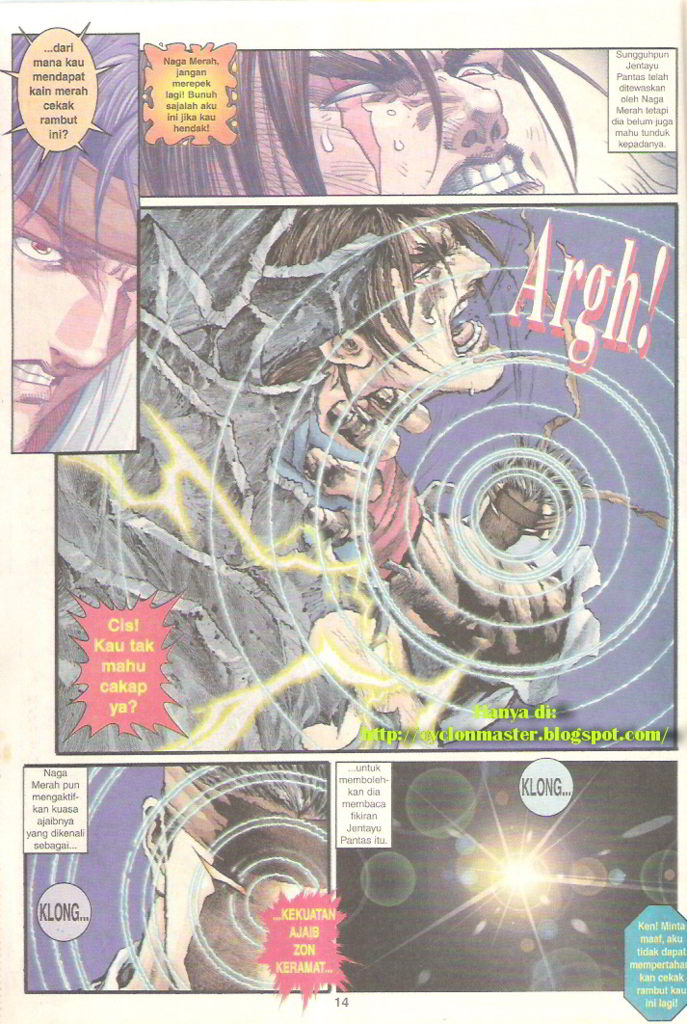 ...dari
mana kau
mendapat
kain merah
cekak
rambut
ini?
Naga Merah,
jangan
merepek
lagi! Bunuh
sajalah aku
ini jika kau
hendak!
Sungguhpun
Jentayu
Pantas telah
ditewaskan
oleh Naga
Merah tetapi
dia belum juga
mahu tunduk
kepadanya.
Argh!
Cis!
Kau tak
mahu
cakap
ya?
Hanya di:
http://cyclonmaster.blogspot.com/
Naga
Merah pun
mengaktif-
kan kuasa
ajaibnya
yang dikenali
sebagai...
KLONG...
...KEKUATAN
AJAIB
ZON
KERAMAT...
...untuk
memboleh-
kan dia
membaca
fikiran
Jentayu
Pantas itu.
KLONG...
Ken! Minta
maaf, aku
tidak dapat
mempertahan
kan cekak
rambut kau
ini lagi!
14